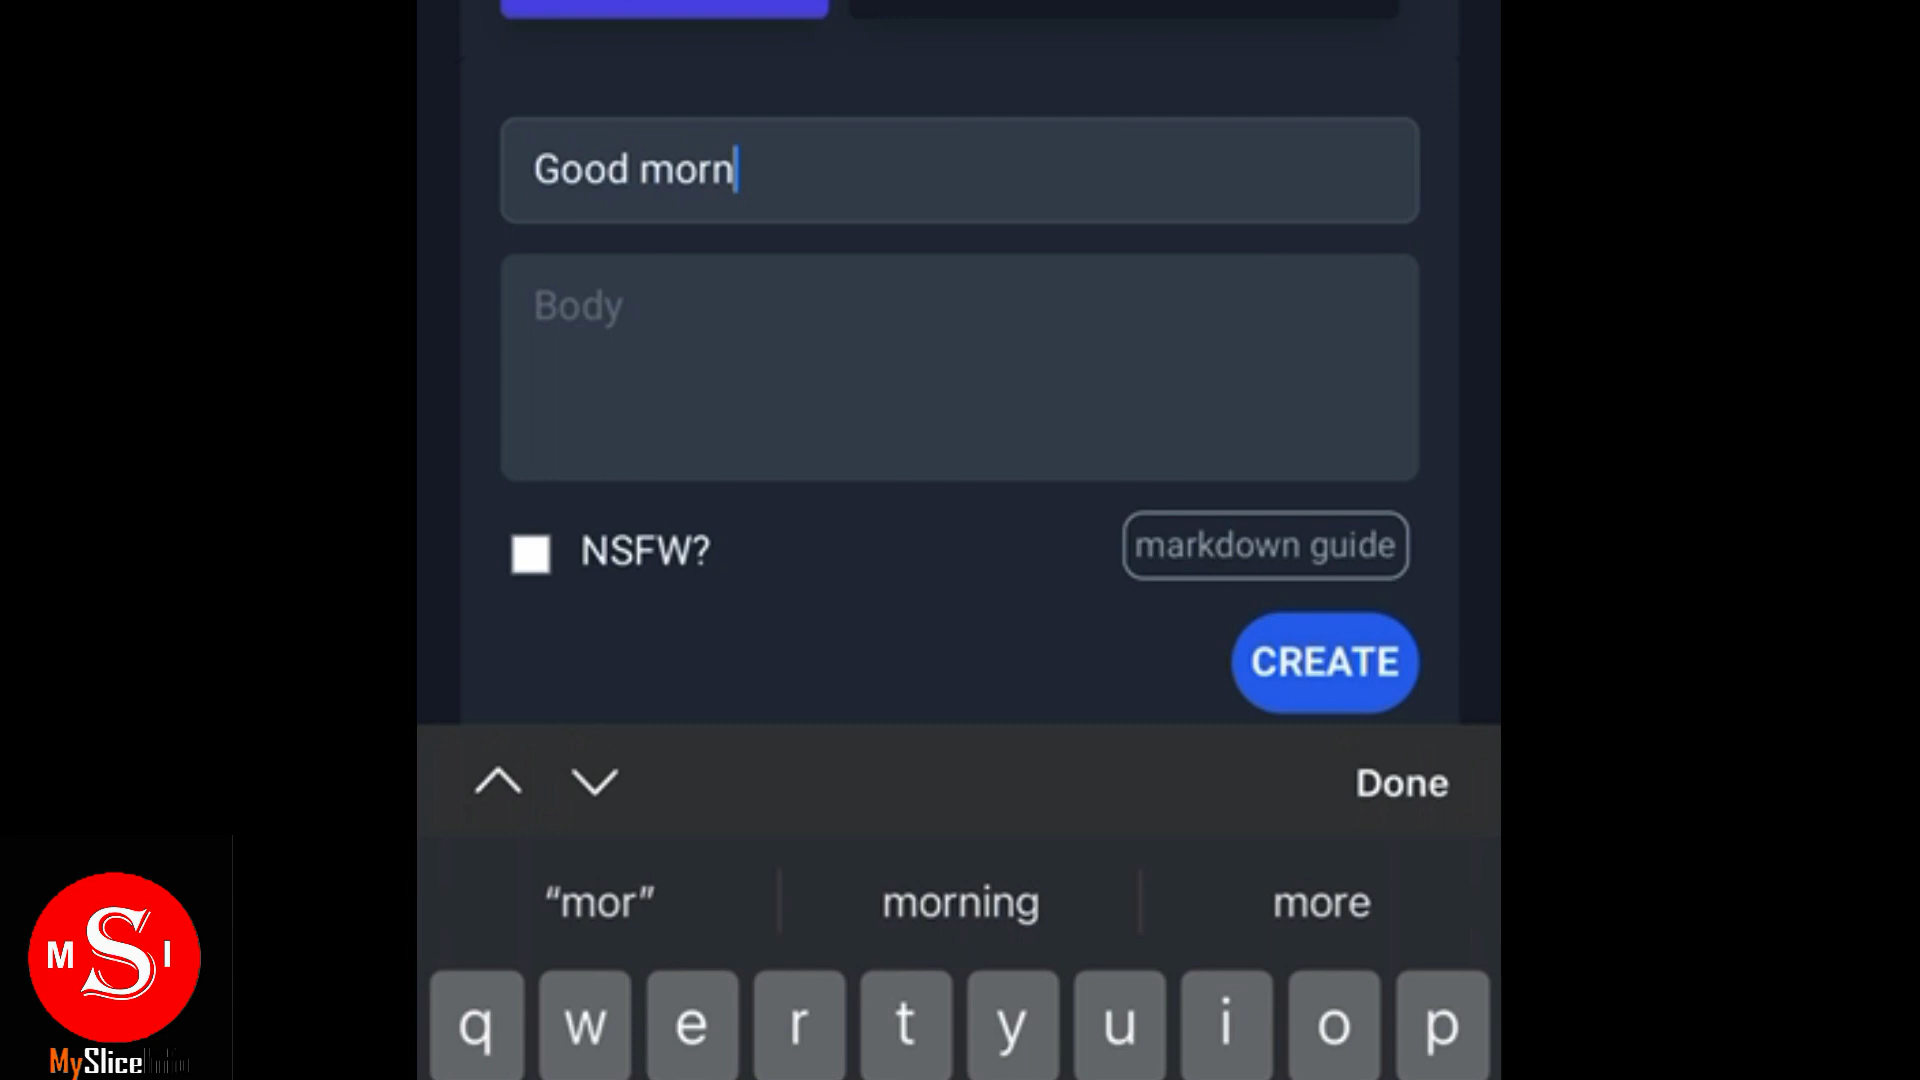 Good morn
Body
NSFW?
markdown guide
CREATE
Done
“mor” morning more
q w e r t y u i o p
M S I
MySlice